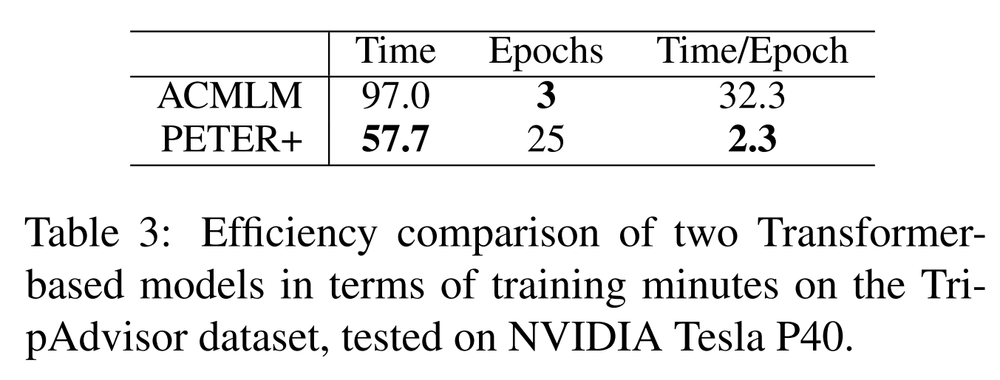 Time Epochs Time/Epoch
ACMLM 97.0 3 32.3
PETER+ 57.7 25 2.3
Table 3: Efficiency comparison of two Transformer-
based models in terms of training minutes on the Tri-
pAdvisor dataset, tested on NVIDIA Tesla P40.